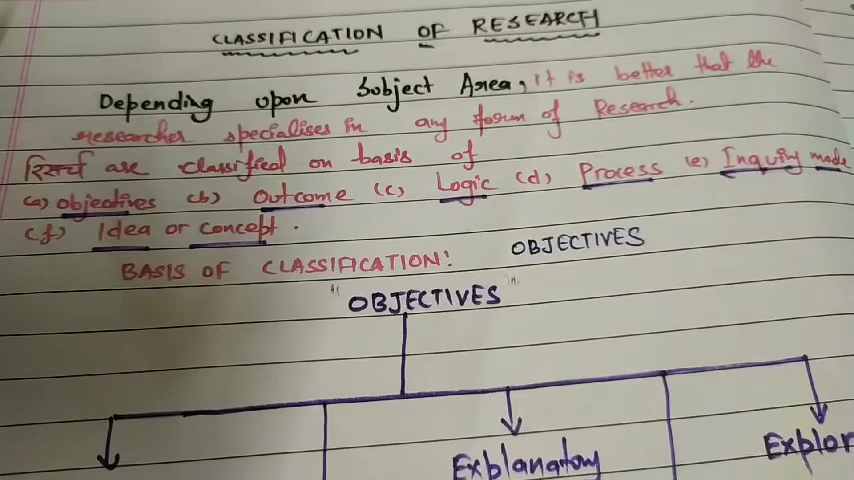 CLASSIFICATION OF RESEARCH
Depending upon Subject Area, it is better that the
researcher specialises in any form of Research.
रिसर्च are classified on basis of
(a) objectives (b) Outcome (c) Logic (d) Process (e) Inquiry mode
(f) Idea or concept.
BASIS OF CLASSIFICATION: OBJECTIVES
"OBJECTIVES"
Explanatory Explor